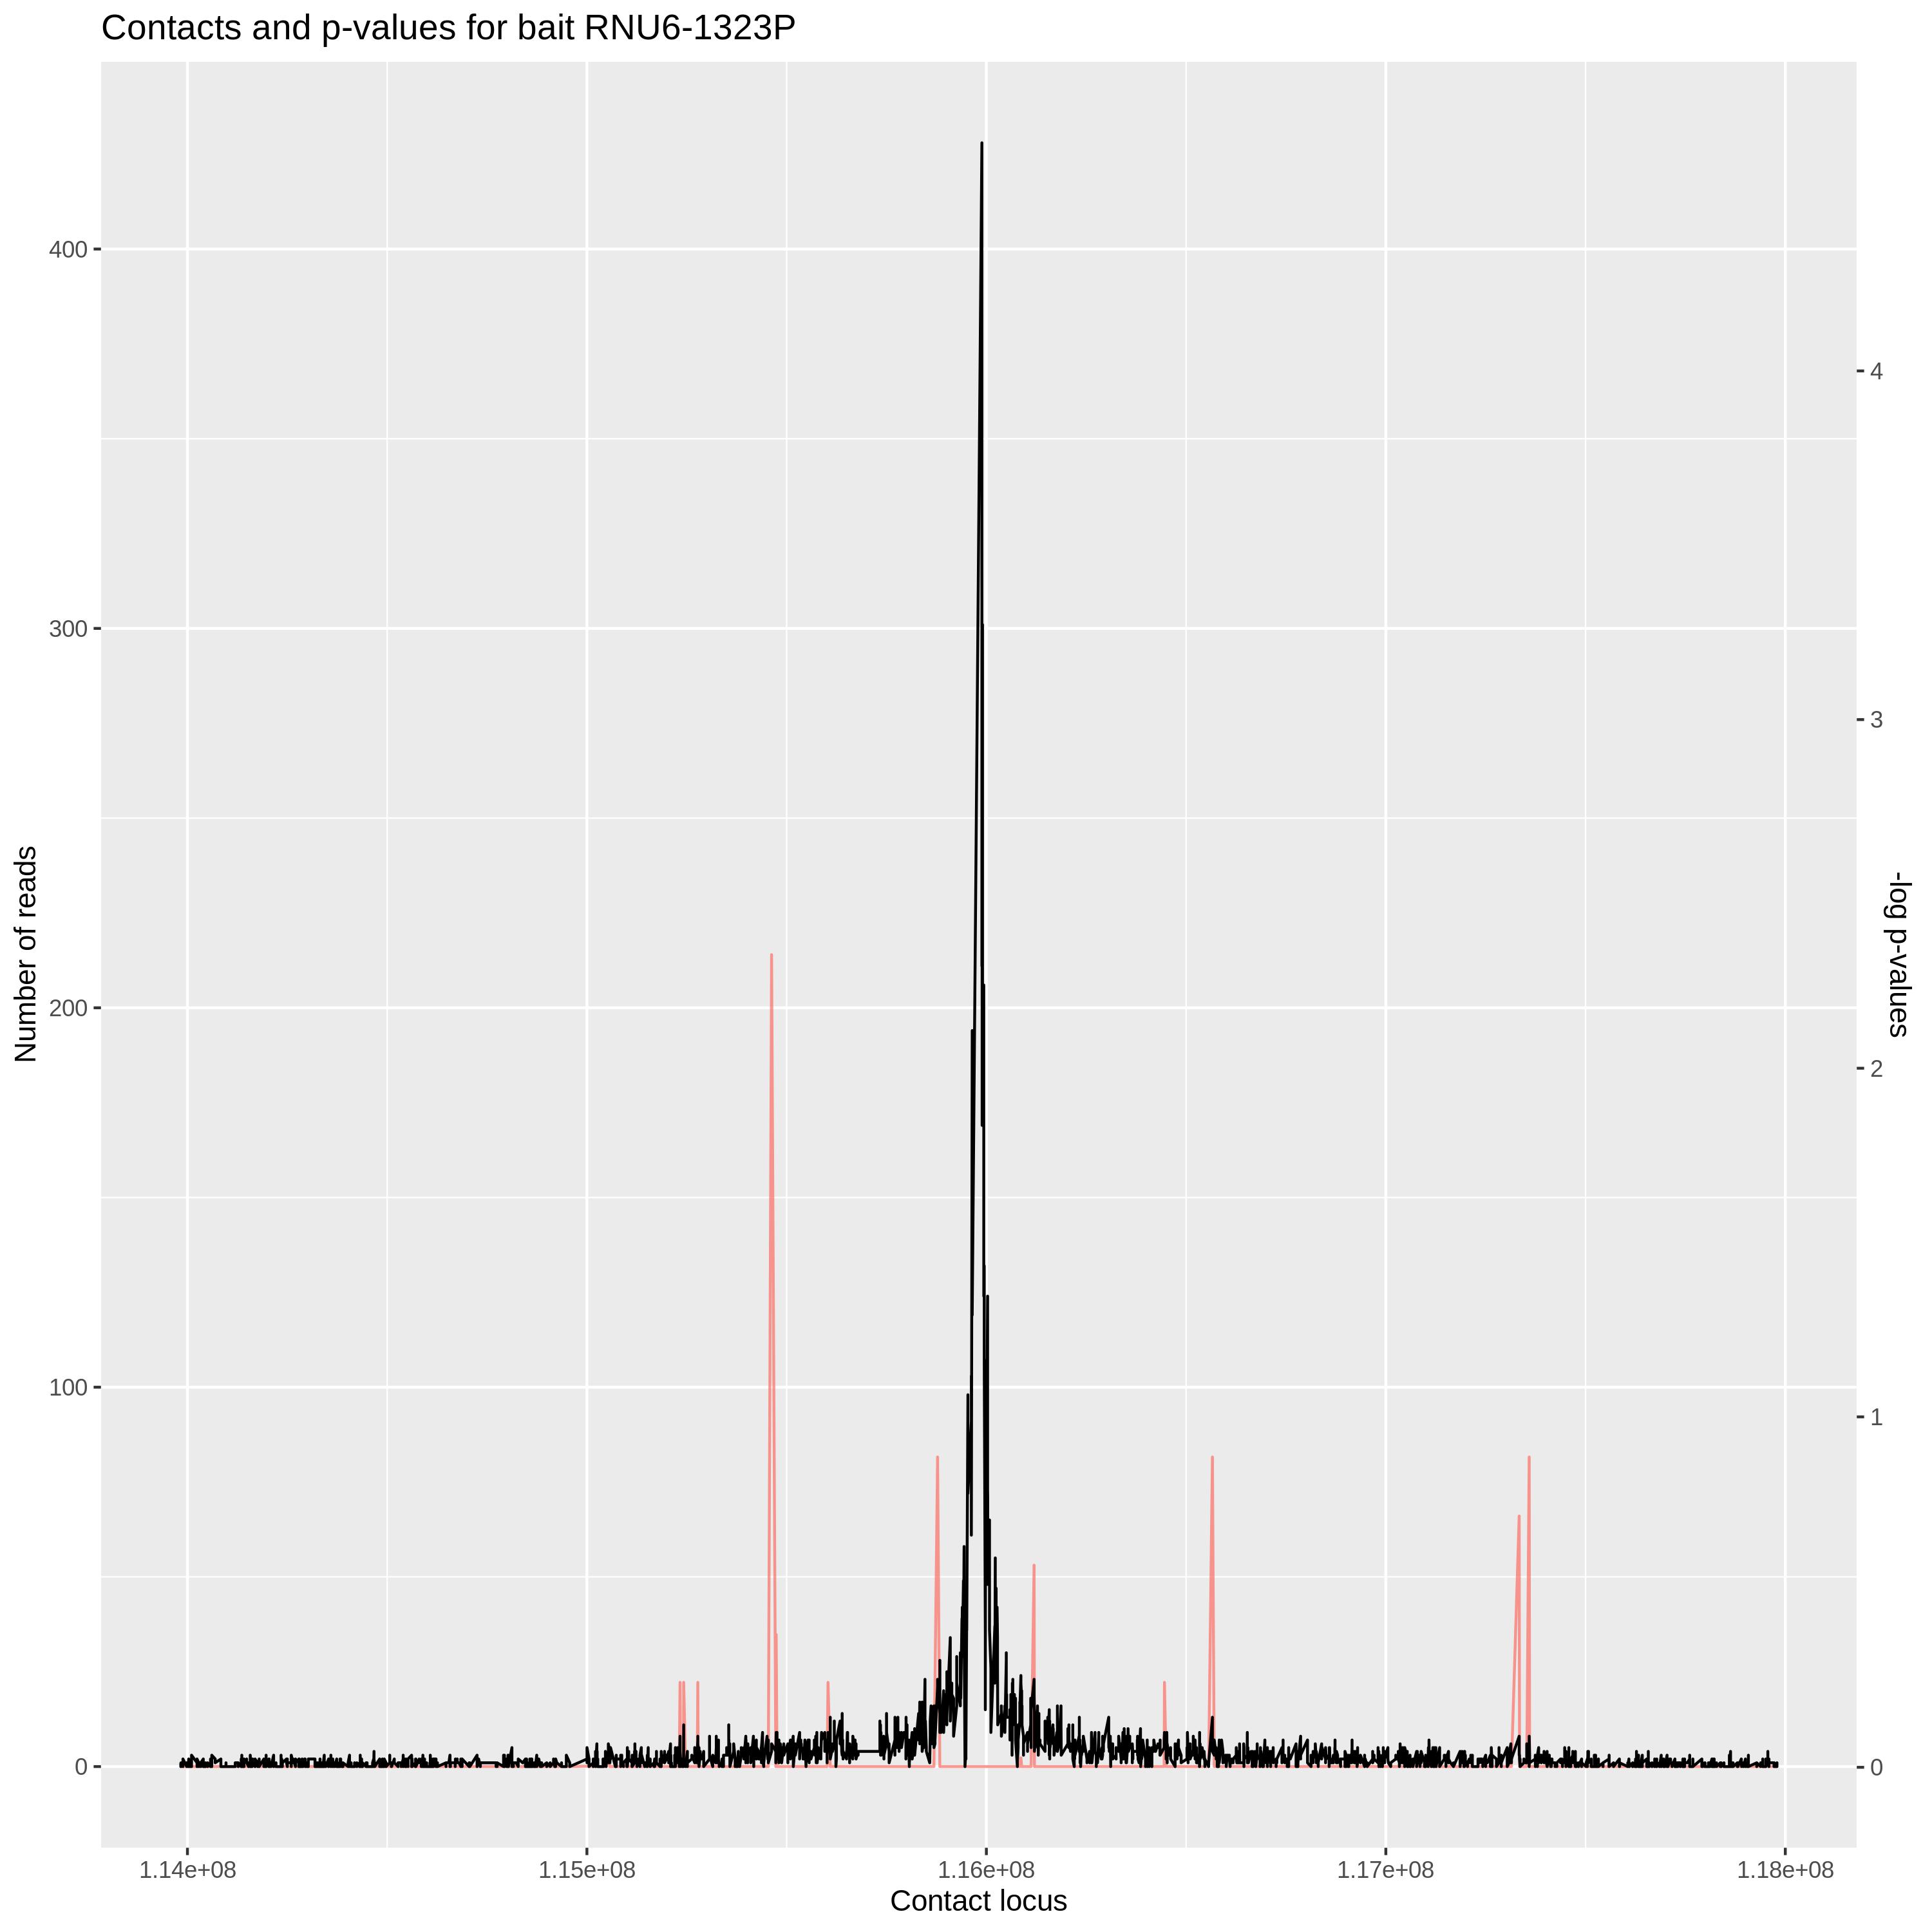 Contacts and p-values for bait RNU6-1323P
400
300
200
100
0
Number of reads
4
3
2
1
0
-log p-values
1.14e+08
1.15e+08
1.16e+08
1.17e+08
1.18e+08
Contact locus